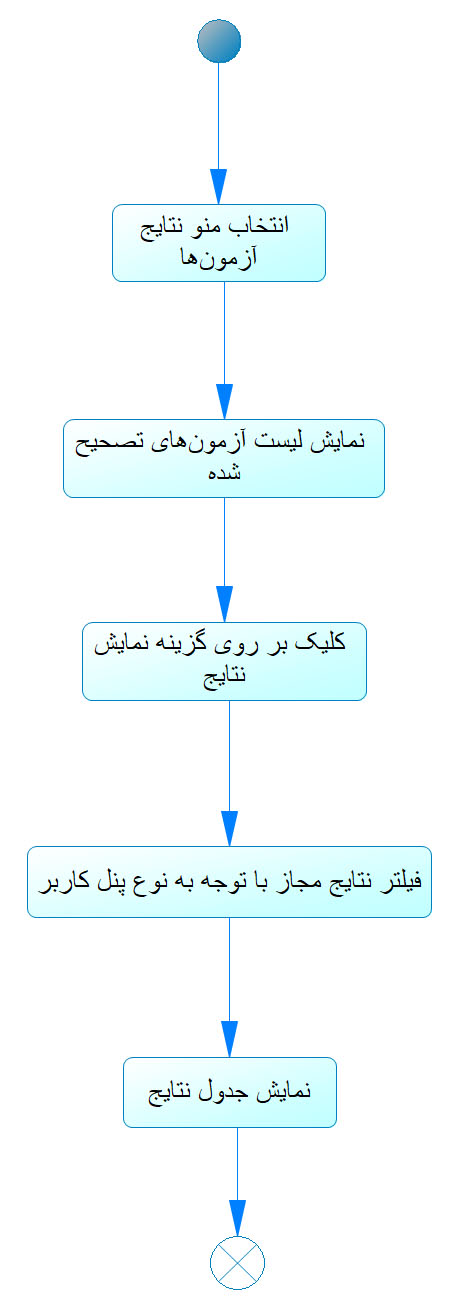 انتخاب منو نتایج
آزمون‌ها
نمایش لیست آزمون‌های تصحیح
شده
کلیک بر روی گزینه نمایش
نتایج
فیلتر نتایج مجاز با توجه به نوع پنل کاربر
نمایش جدول نتایج